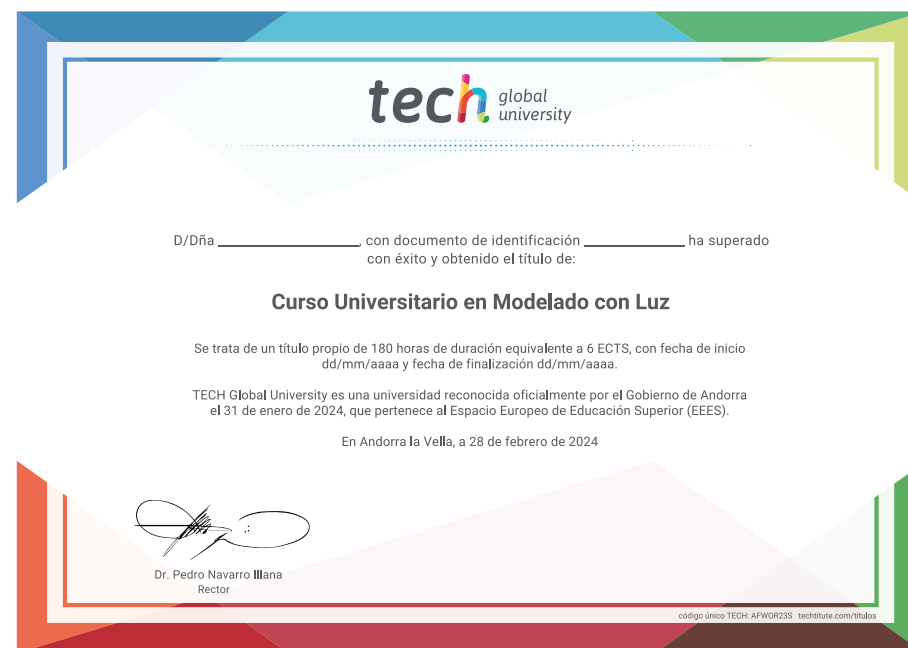 tech global university
D/Dña ____________________, con documento de identificación ______________ ha superado
con éxito y obtenido el título de:
Curso Universitario en Modelado con Luz
Se trata de un título propio de 180 horas de duración equivalente a 6 ECTS, con fecha de inicio
dd/mm/aaaa y fecha de finalización dd/mm/aaaa.
TECH Global University es una universidad reconocida oficialmente por el Gobierno de Andorra
el 31 de enero de 2024, que pertenece al Espacio Europeo de Educación Superior (EEES).
En Andorra la Vella, a 28 de febrero de 2024
Dr. Pedro Navarro Illana
Rector
código único TECH: AFWOR23S techtitute.com/titulos